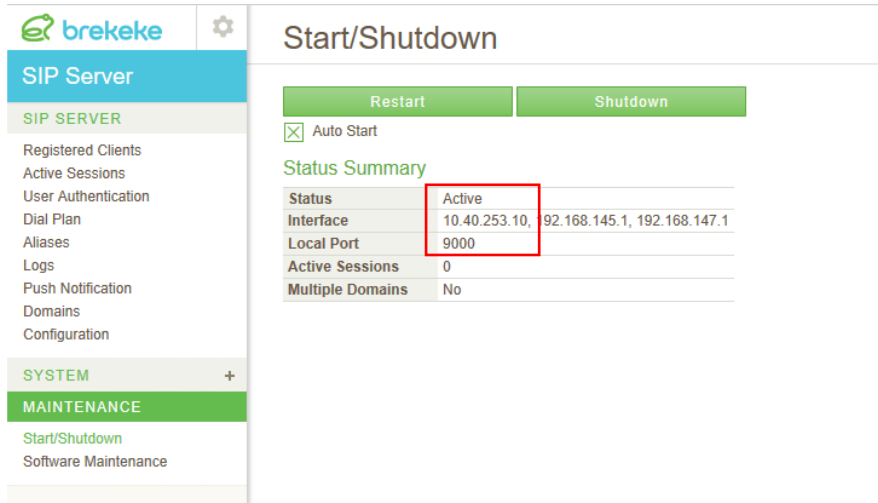 brekeke
Start/Shutdown
SIP Server
Restart
Shutdown
SIP SERVER
Auto Start
Registered Clients
Active Sessions
User Authentication
Dial Plan
Aliases
Logs
Push Notification
Domains
Configuration
Status Summary
Status Active
Interface 10.40.253.10, 192.168.145.1, 192.168.147.1
Local Port 9000
Active Sessions 0
Multiple Domains No
SYSTEM +
MAINTENANCE
Start/Shutdown
Software Maintenance